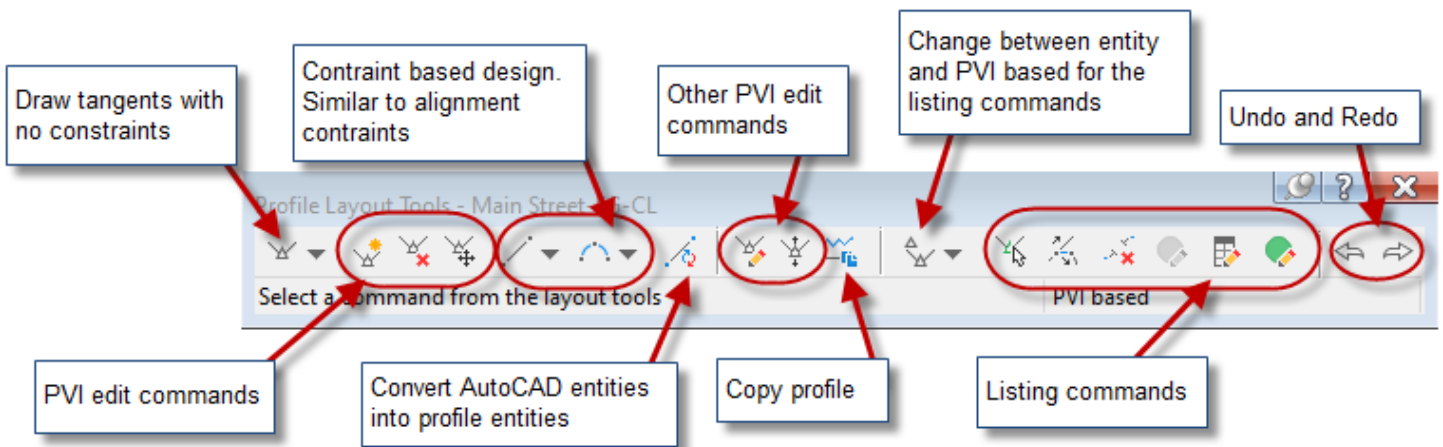 Change between entity
and PVI based for the
listing commands
Contraint based design.
Similar to alignment
contraints
Draw tangents with
no constraints
Other PVI edit
commands
Undo and Redo
Profile Layout Tools - Main Street -CL
Select a command from the layout tools
PVI based
PVI edit commands
Convert AutoCAD entities
into profile entities
Copy profile
Listing commands